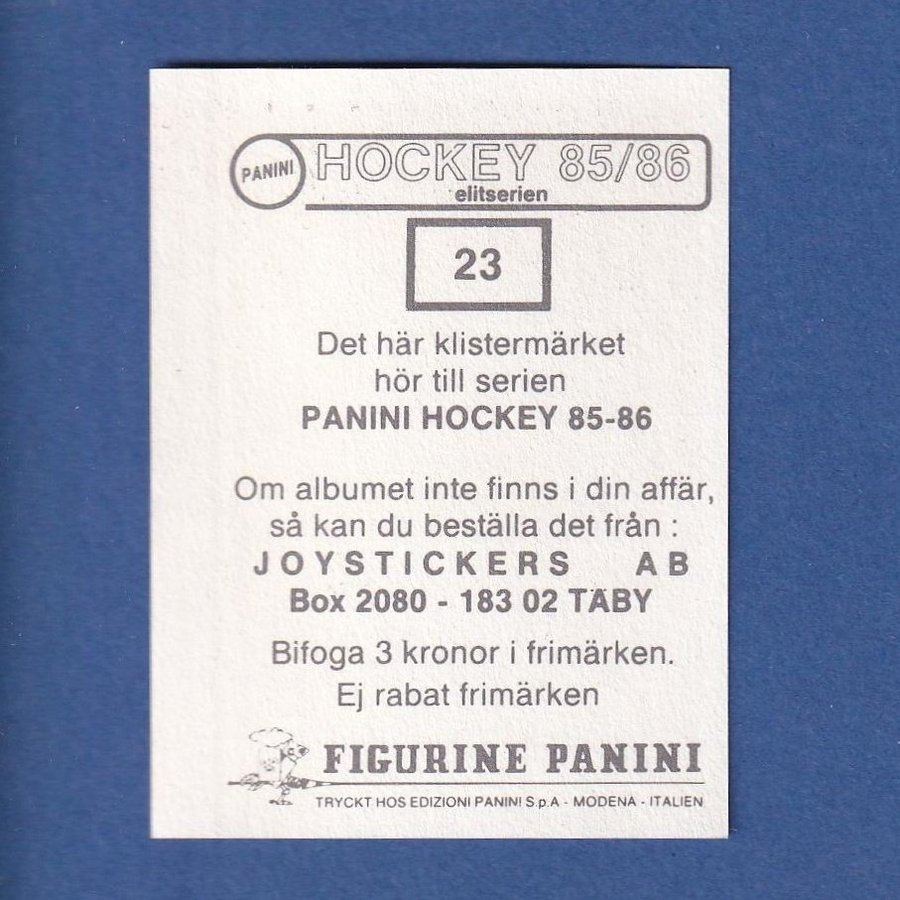 PANINI
HOCKEY 85/86
elitserien
23
Det här klistermärket
hör till serien
PANINI HOCKEY 85-86
Om albumet inte finns i din affär,
så kan du beställa det från :
JOYSTICKERS AB
Box 2080 - 183 02 TÄBY
Bifoga 3 kronor i frimärken.
Ej rabat frimärken
FIGURINE PANINI
TRYCKT HOS EDIZIONI PANINI S.p.A - MODENA - ITALIEN